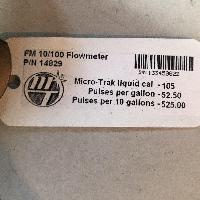 FM 10/100 Flowmeter
P/N 14829
Micro-Trak liquid cal - 105
Pulses per gallon - 52.50
Pulses per 10 gallons - 525.00